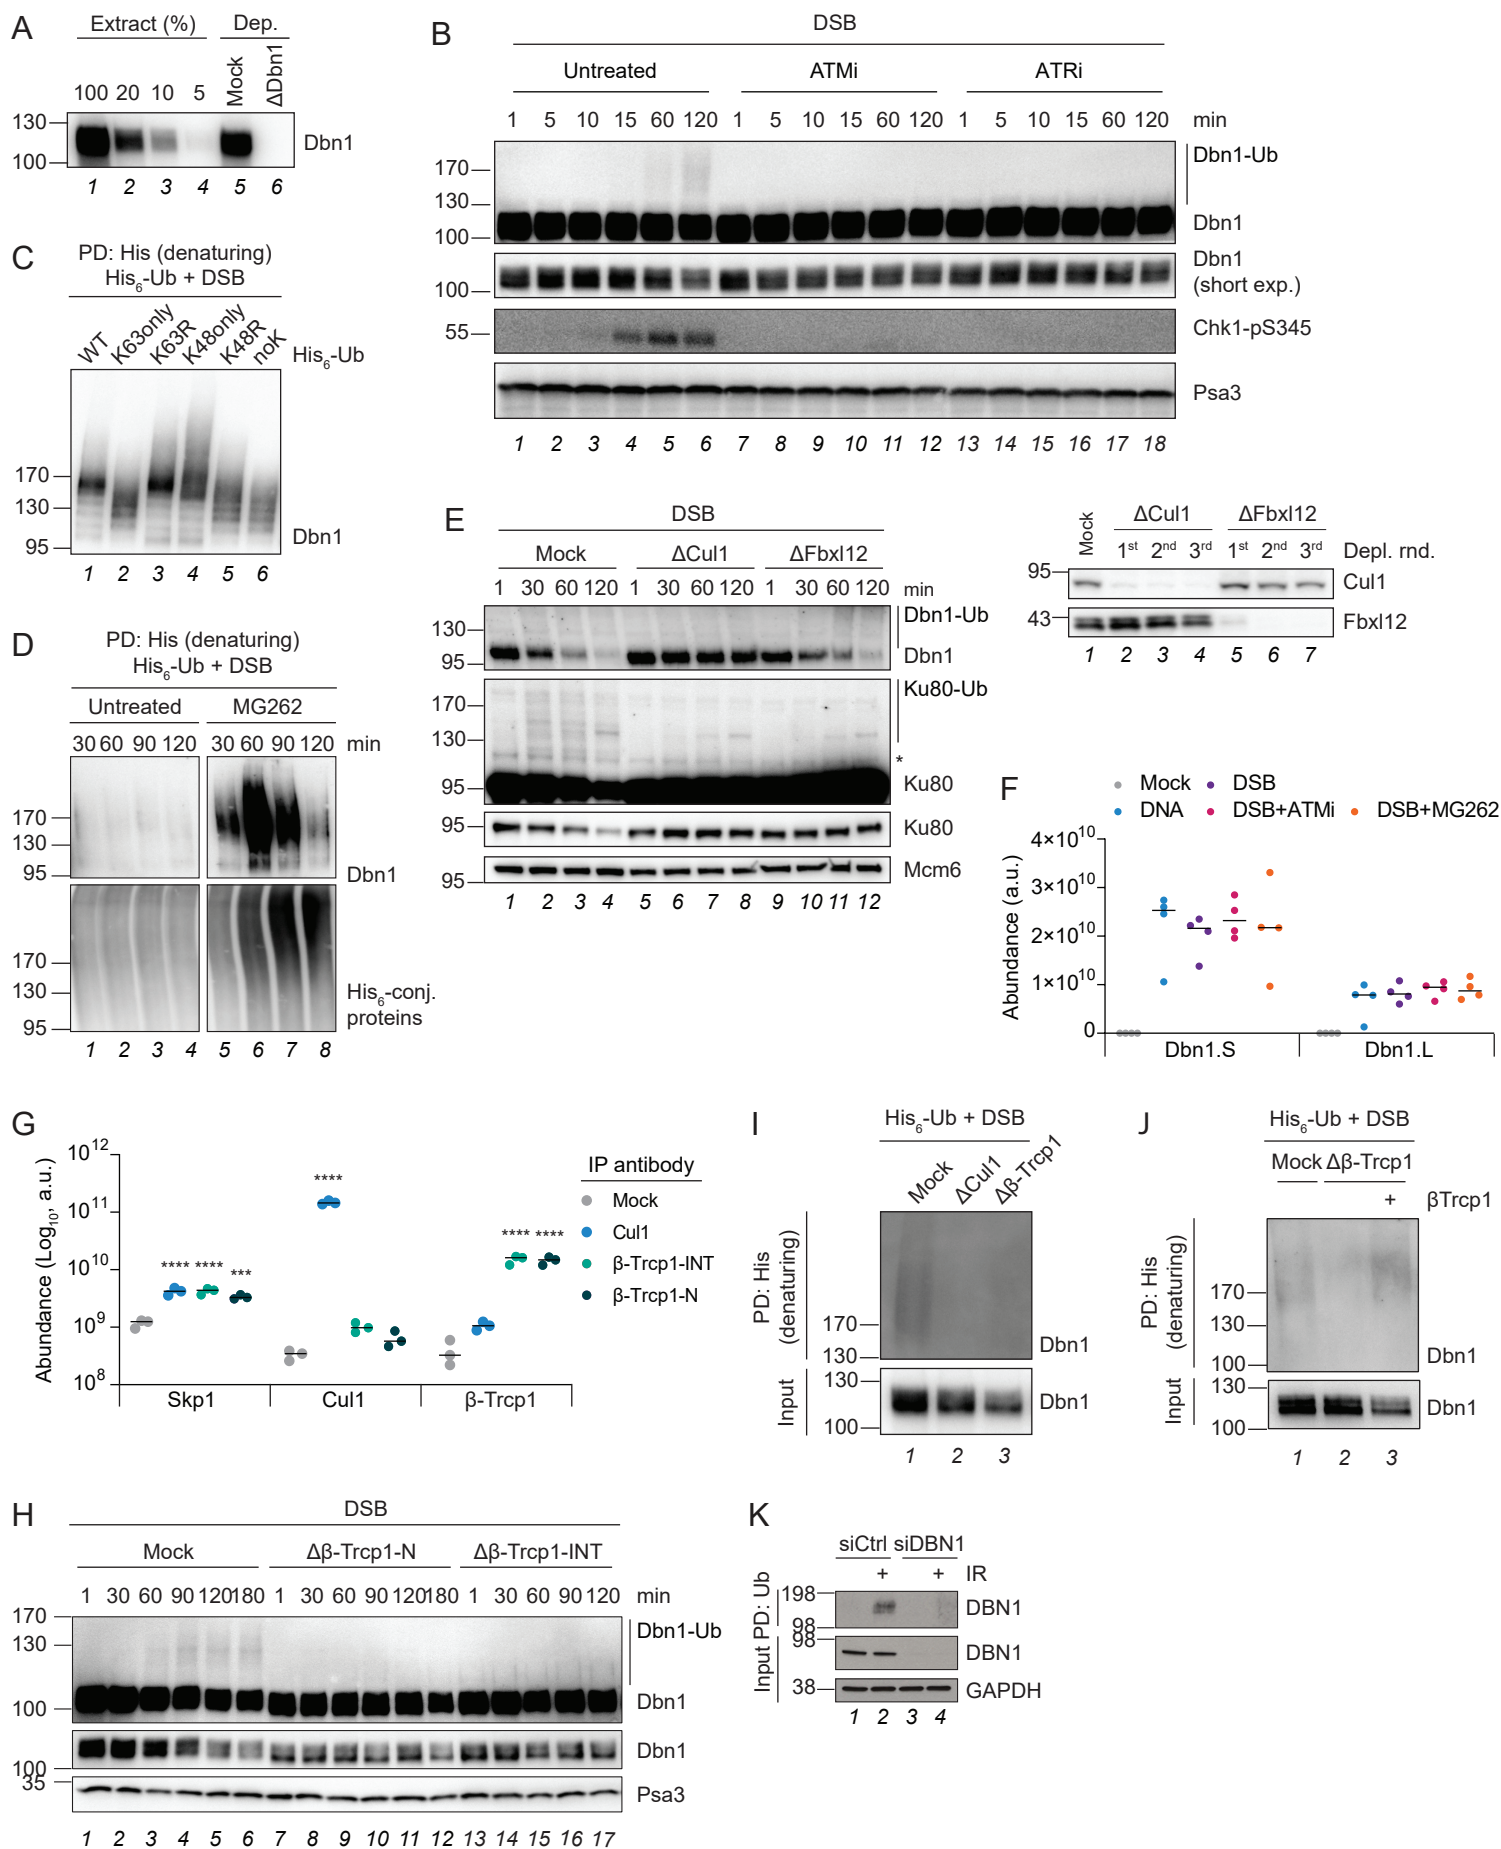 A
Extract (%)
Dep.
100 20 10 5 Mock ΔDbn1
130
100
Dbn1
1 2 3 4 5 6
B
DSB
Untreated ATMi ATRi
1 5 10 15 60 120 1 5 10 15 60 120 1 5 10 15 60 120 min
170
130
100
Dbn1-Ub
Dbn1
100
Dbn1
(short exp.)
55
Chk1-pS345
Psa3
1 2 3 4 5 6 7 8 9 10 11 12 13 14 15 16 17 18
C
PD: His (denaturing)
His6-Ub + DSB
WT K63only K63R K48only K48R noK His6-Ub
170
130
95
Dbn1
1 2 3 4 5 6
D
PD: His (denaturing)
His6-Ub + DSB
Untreated MG262
30 60 90 120 30 60 90 120 min
170
130
95
Dbn1
170
130
95
His6-conj.
proteins
1 2 3 4 5 6 7 8
E
DSB
Mock ΔCul1 ΔFbxl12
1 30 60 120 1 30 60 120 1 30 60 120 min
130
95
Dbn1-Ub
Dbn1
170
130
95
Ku80-Ub
*
Ku80
95
Ku80
95
Mcm6
1 2 3 4 5 6 7 8 9 10 11 12
Mock ΔCul1 ΔFbxl12
1st 2nd 3rd 1st 2nd 3rd Depl. rnd.
95
Cul1
43
Fbxl12
1 2 3 4 5 6 7
F
Mock DSB
DNA DSB+ATMi DSB+MG262
Abundance (a.u.)
4×10^10
3×10^10
2×10^10
1×10^10
0
Dbn1.S Dbn1.L
G
Abundance (Log10, a.u.)
10^12
10^11
10^10
10^9
10^8
**** **** ***
****
**** ****
Skp1 Cul1 β-Trcp1
IP antibody
Mock
Cul1
β-Trcp1-INT
β-Trcp1-N
I
His6-Ub + DSB
Mock ΔCul1 Δβ-Trcp1
PD: His
(denaturing)
170
130
Dbn1
Input
130
100
Dbn1
1 2 3
J
His6-Ub + DSB
Mock Δβ-Trcp1
+ βTrcp1
PD: His
(denaturing)
170
130
100
Dbn1
Input
130
100
Dbn1
1 2 3
H
DSB
Mock Δβ-Trcp1-N Δβ-Trcp1-INT
1 30 60 90 120 180 1 30 60 90 120 180 1 30 60 90 120 min
170
130
100
Dbn1-Ub
Dbn1
100
Dbn1
35
Psa3
1 2 3 4 5 6 7 8 9 10 11 12 13 14 15 16 17
K
siCtrl siDBN1
+ + IR
PD: Ub
198
98
DBN1
Input
98
DBN1
38
GAPDH
1 2 3 4